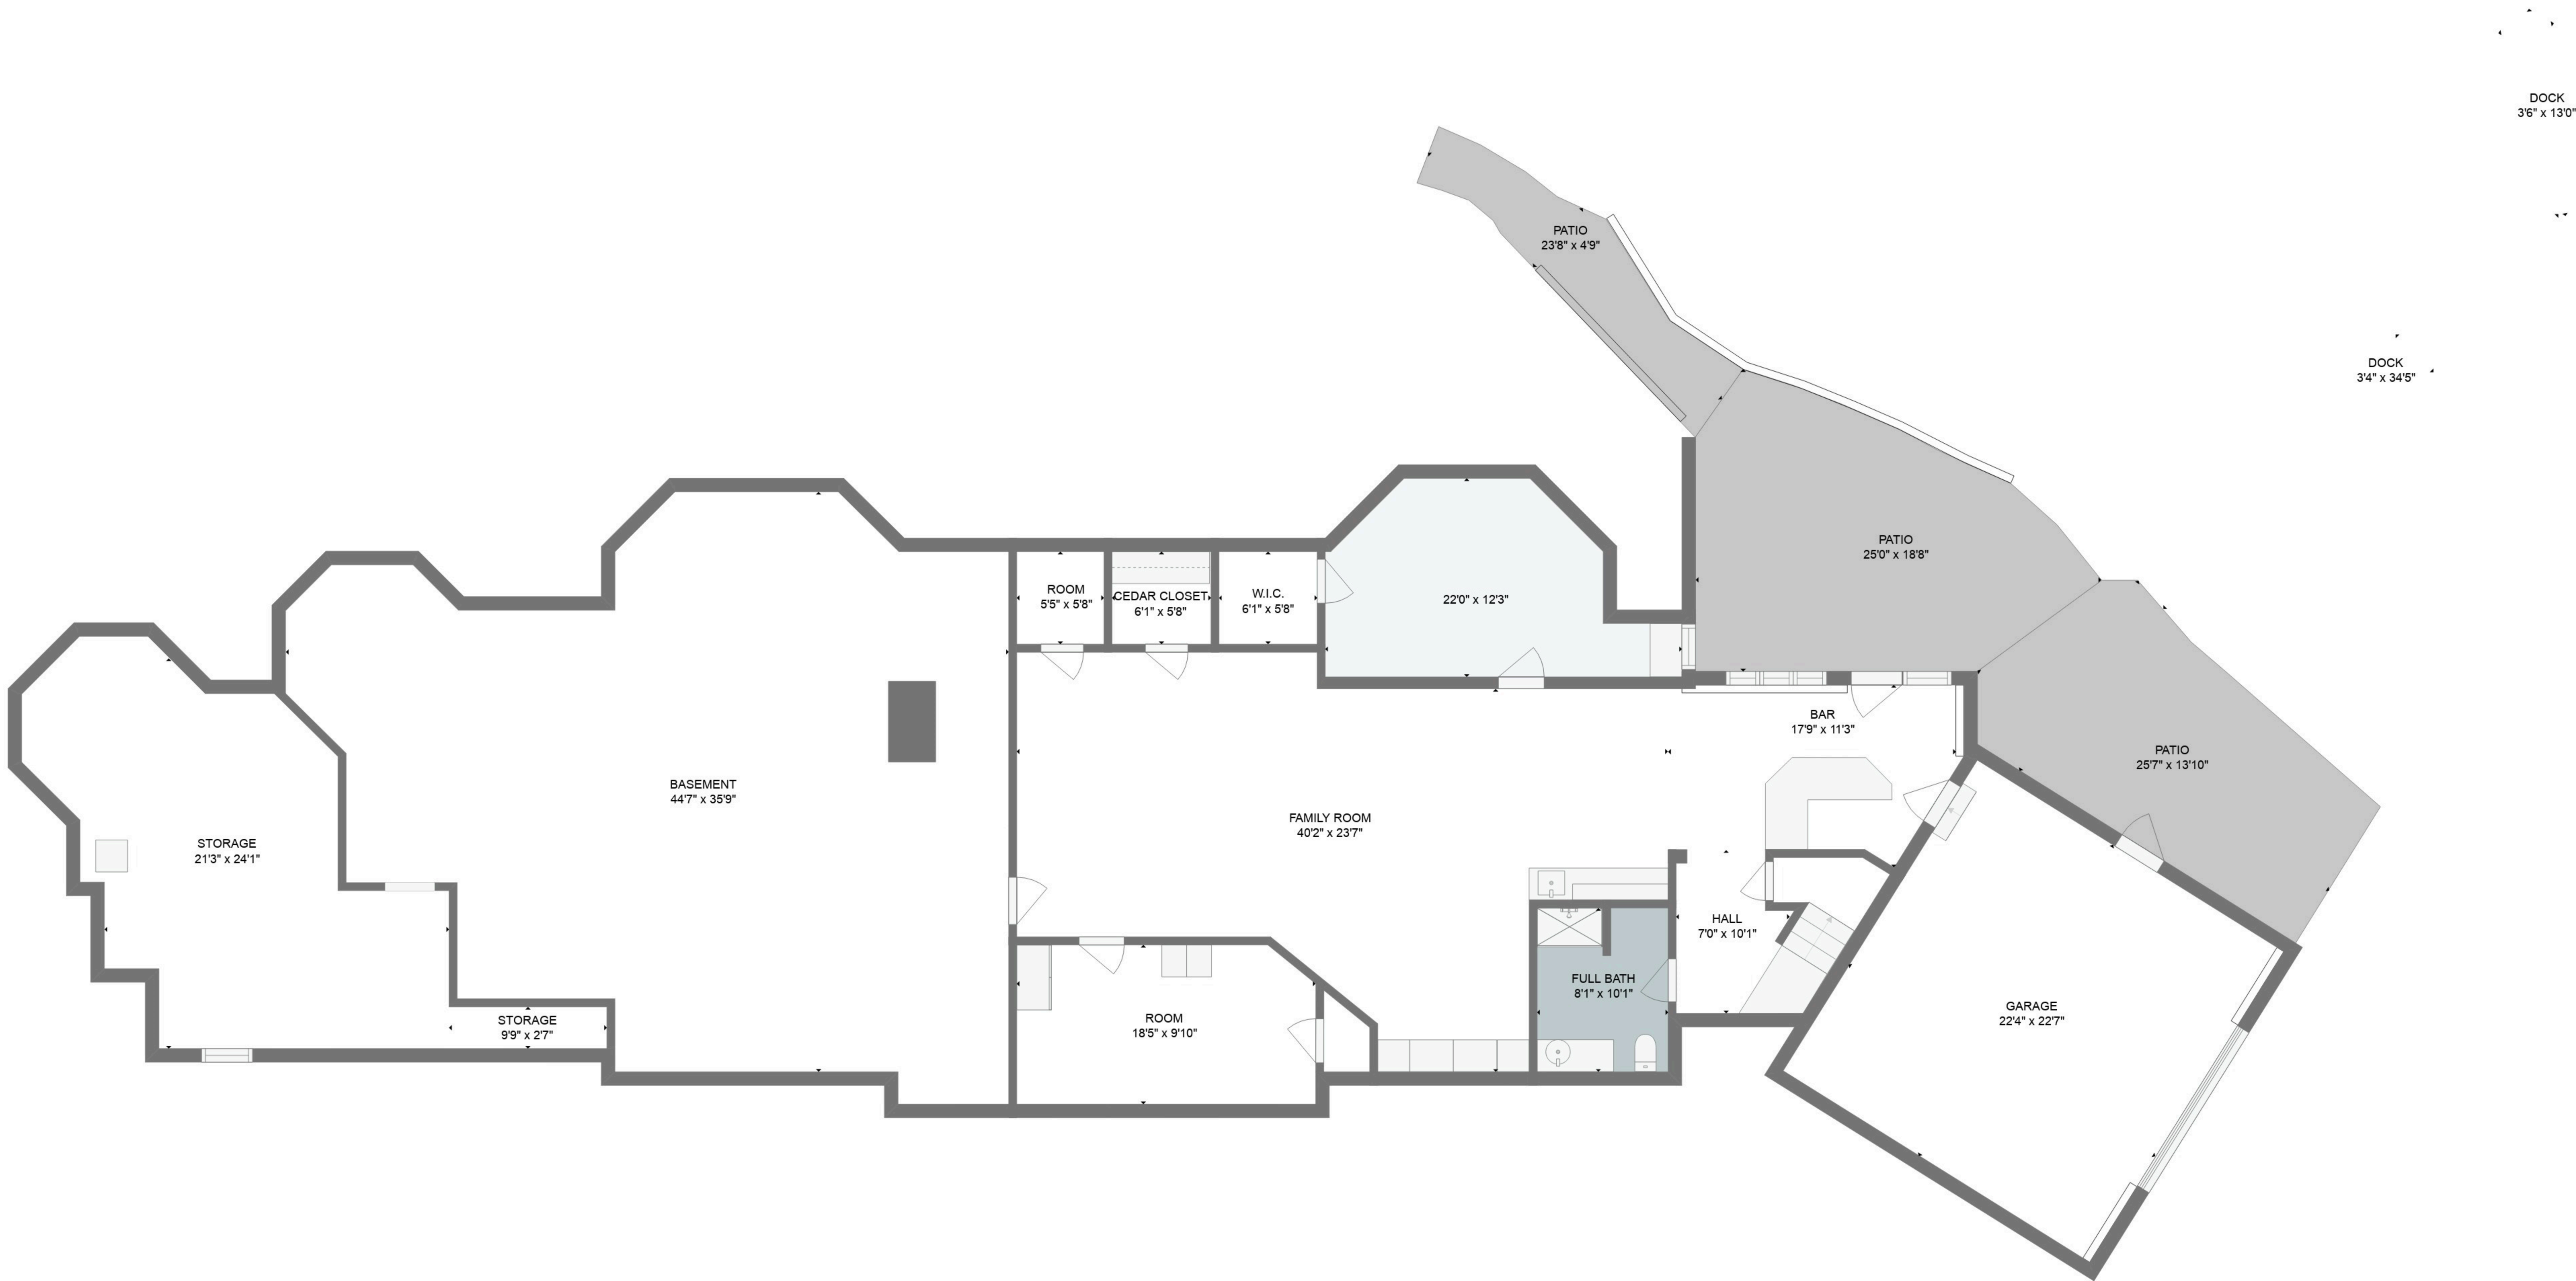 DOCK
3'6" x 13'0"
PATIO
23'8" x 4'9"
DOCK
3'4" x 34'5"
PATIO
25'0" x 18'8"
ROOM
5'5" x 5'8"
CEDAR CLOSET
6'1" x 5'8"
W.I.C.
6'1" x 5'8"
22'0" x 12'3"
BAR
17'9" x 11'3"
PATIO
25'7" x 13'10"
BASEMENT
44'7" x 35'9"
FAMILY ROOM
40'2" x 23'7"
STORAGE
21'3" x 24'1"
HALL
7'0" x 10'1"
FULL BATH
8'1" x 10'1"
STORAGE
9'9" x 2'7"
ROOM
18'5" x 9'10"
GARAGE
22'4" x 22'7"